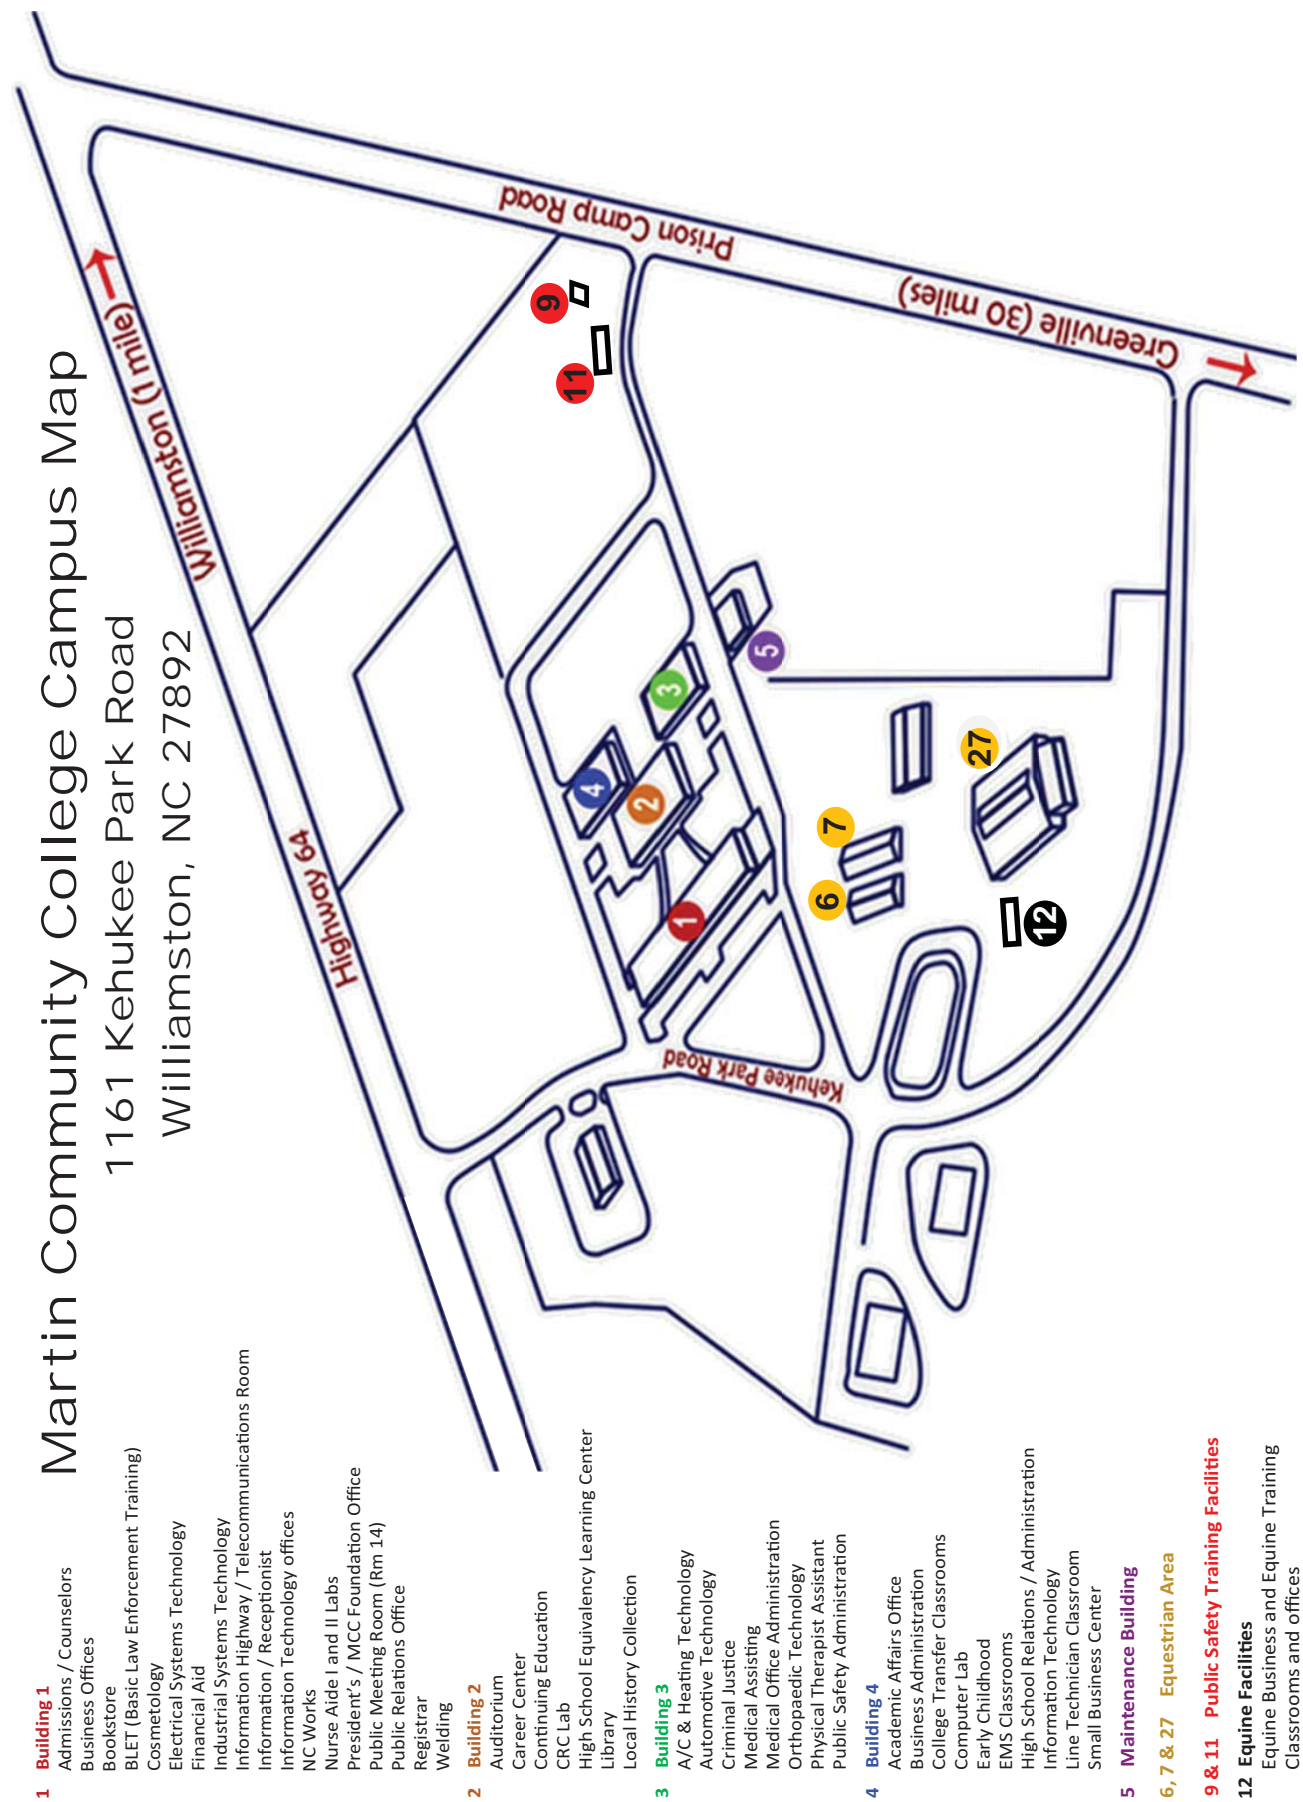 Martin Community College Campus Map
1161 Kehukee Park Road
Williamston, NC 27892
1 Building 1
Admissions / Counselors
Business Offices
Bookstore
BLET (Basic Law Enforcement Training)
Cosmetology
Electrical Systems Technology
Financial Aid
Industrial Systems Technology
Information Highway / Telecommunications Room
Information / Receptionist
Information Technology offices
NC Works
Nurse Aide I and II Labs
President's / MCC Foundation Office
Public Meeting Room (Rm 14)
Public Relations Office
Registrar
Welding
2 Building 2
Auditorium
Career Center
Continuing Education
CRC Lab
High School Equivalency Learning Center
Library
Local History Collection
3 Building 3
A/C & Heating Technology
Automotive Technology
Criminal Justice
Medical Assisting
Medical Office Administration
Orthopaedic Technology
Physical Therapist Assistant
Public Safety Administration
4 Building 4
Academic Affairs Office
Business Administration
College Transfer Classrooms
Computer Lab
Early Childhood
EMS Classrooms
High School Relations / Administration
Information Technology
Line Technician Classroom
Small Business Center
5 Maintenance Building
6, 7 & 27 Equestrian Area
9 & 11 Public Safety Training Facilities
12 Equine Facilities
Equine Business and Equine Training
Classrooms and offices
Williamston (1 mile)
Highway 64
Prison Camp Road
Greenville (30 miles)
Kehukee Park Road
9
11
3
4
2
1
5
27
7
6
12